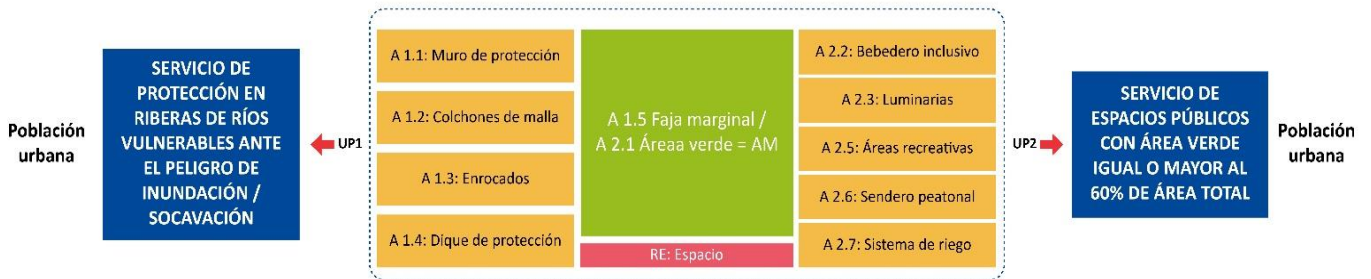 Población
urbana
SERVICIO DE
PROTECCIÓN EN
RIBERAS DE RÍOS
VULNERABLES ANTE
EL PELIGRO DE
INUNDACIÓN /
SOCAVACIÓN
UP1
A 1.1: Muro de protección
A 1.2: Colchones de malla
A 1.3: Enrocados
A 1.4: Dique de protección
A 1.5 Faja marginal /
A 2.1 Áreaa verde = AM
RE: Espacio
A 2.2: Bebedero inclusivo
A 2.3: Luminarias
A 2.5: Áreas recreativas
A 2.6: Sendero peatonal
A 2.7: Sistema de riego
UP2
SERVICIO DE
ESPACIOS PÚBLICOS
CON ÁREA VERDE
IGUAL O MAYOR AL
60% DE ÁREA TOTAL
Población
urbana